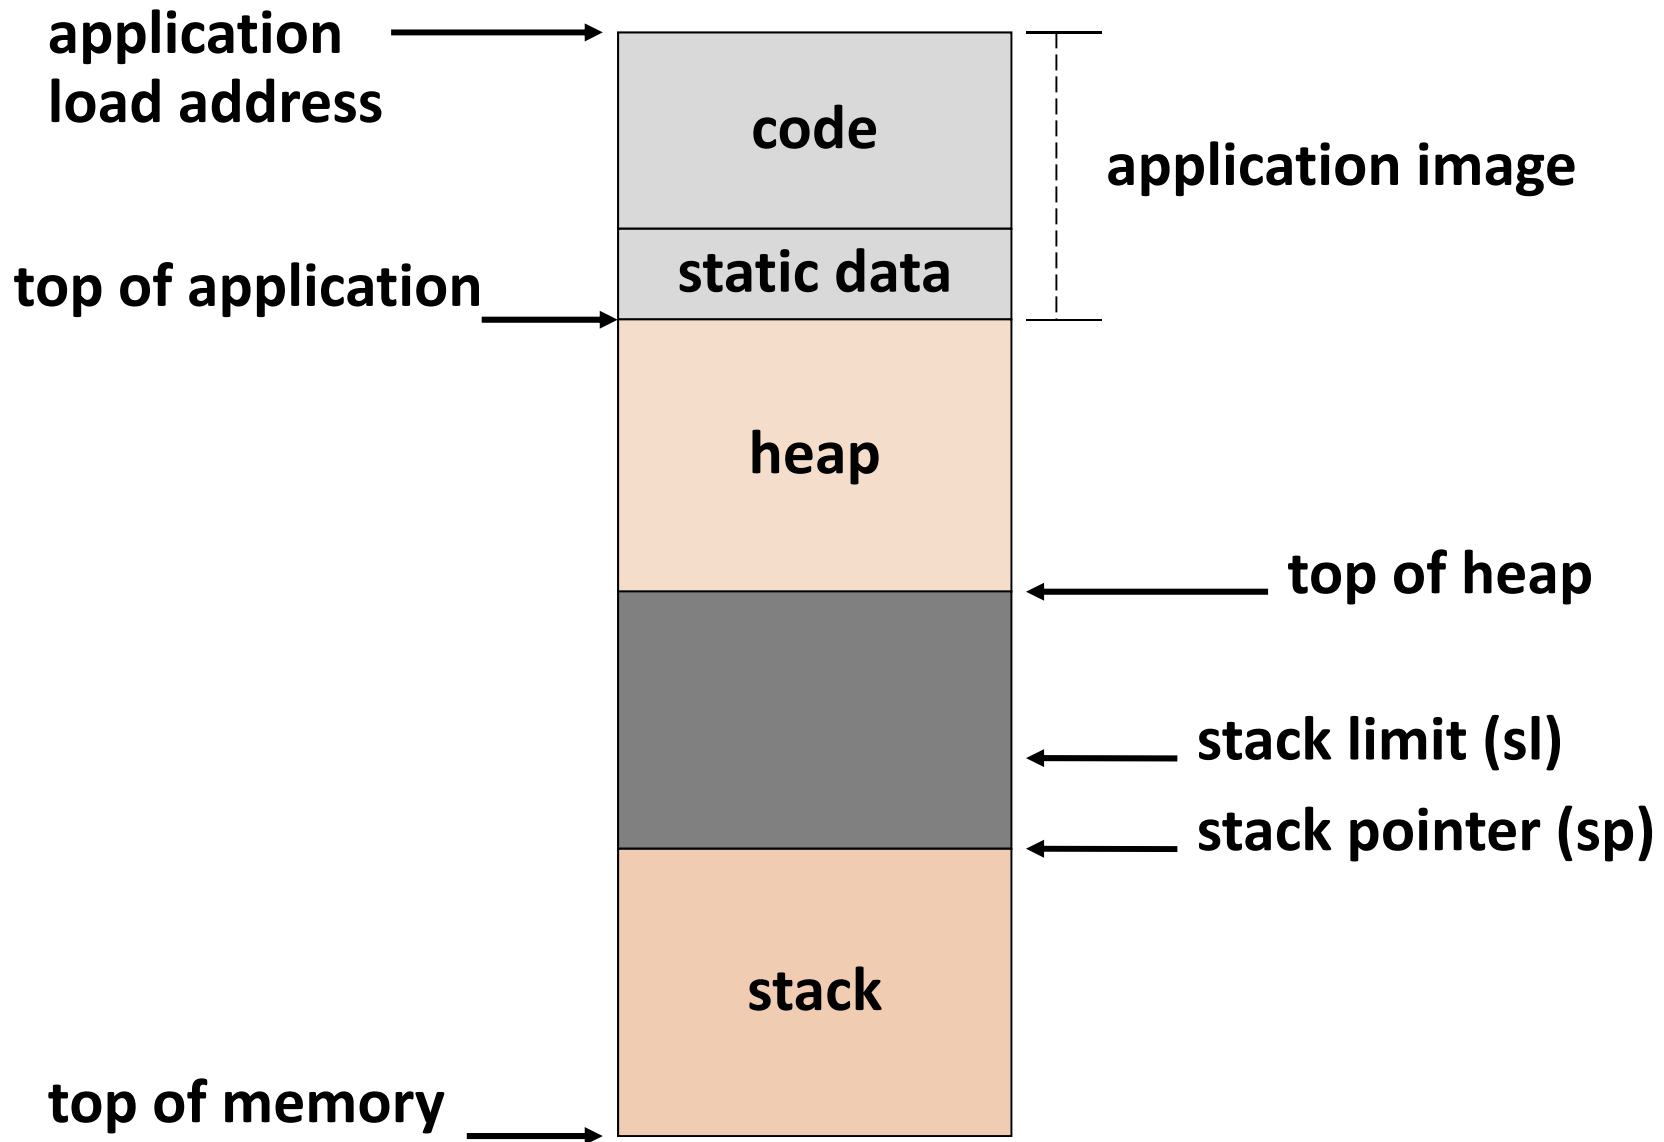 application
load address
code
application image
static data
top of application
heap
top of heap
stack limit (sl)
stack pointer (sp)
stack
top of memory